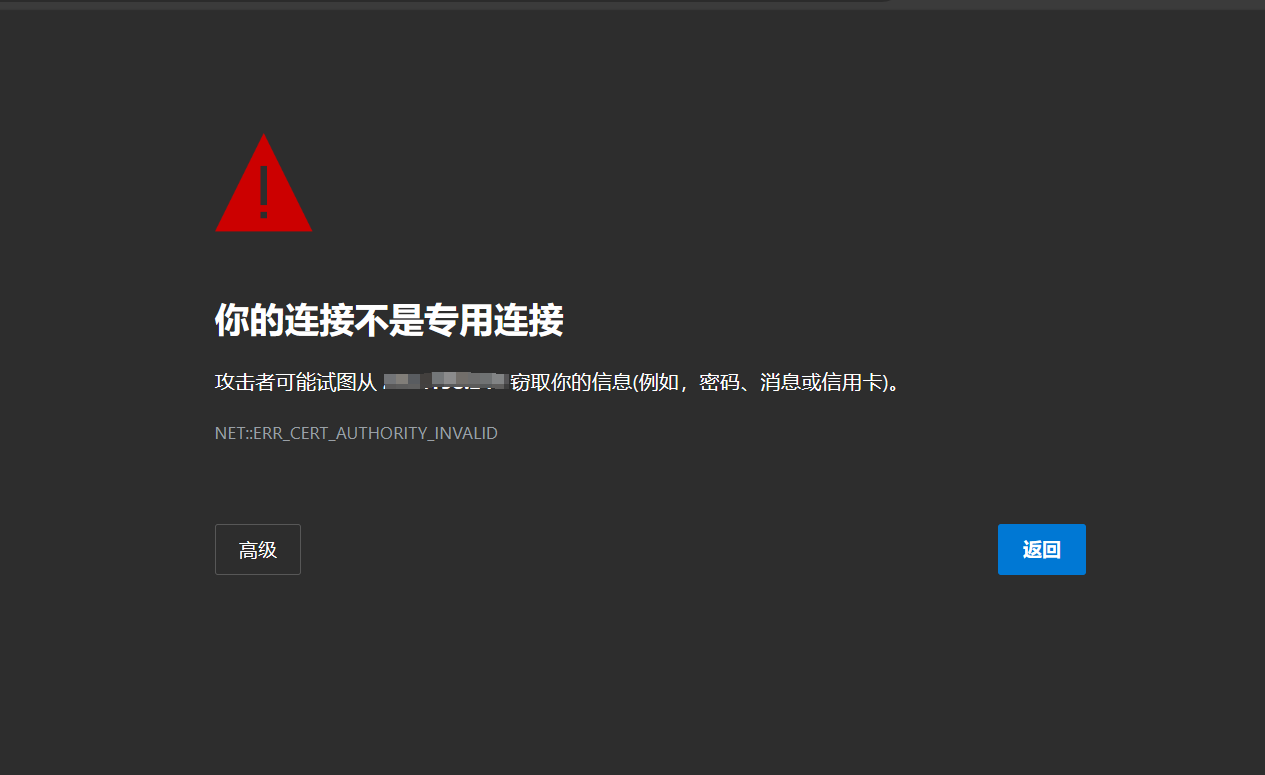 你的连接不是专用连接
攻击者可能试图从 窃取你的信息(例如，密码、消息或信用卡)。
NET::ERR_CERT_AUTHORITY_INVALID
高级
返回